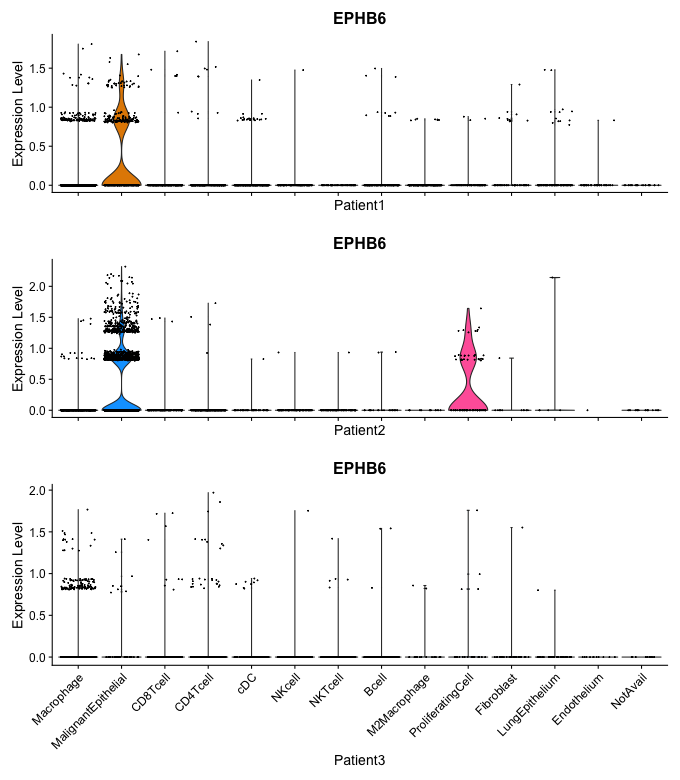 EPHB6
Expression Level
1.5
1.0
0.5
0.0
Patient1
EPHB6
Expression Level
2.0
1.5
1.0
0.5
0.0
Patient2
EPHB6
Expression Level
2.0
1.5
1.0
0.5
0.0
Macrophage
MalignantEpithelial
CD8Tcell
CD4Tcell
cDC
NKcell
NKTcell
Bcell
M2Macrophage
ProliferatingCell
Fibroblast
LungEpithelium
Endothelium
NotAvail
Patient3